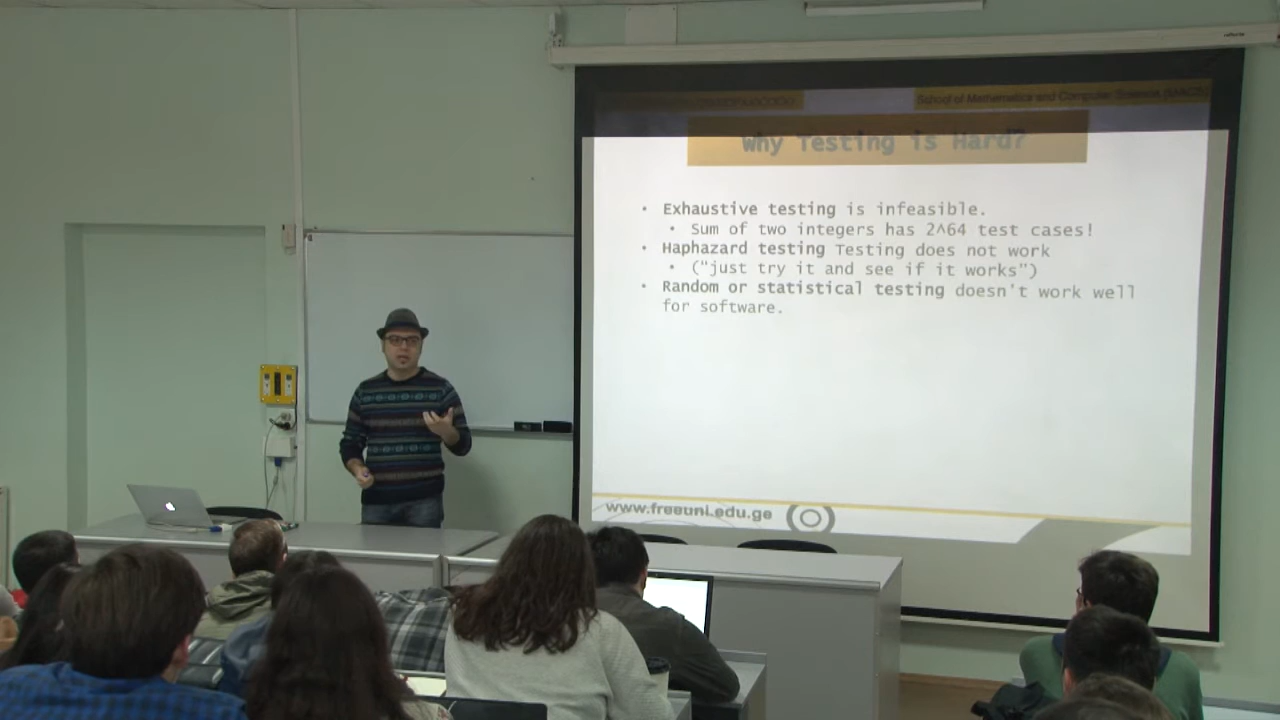 School of Mathematics and Computer Science (MACS)
Why Testing is Hard?
• Exhaustive testing is infeasible.
• Sum of two integers has 2^64 test cases!
• Haphazard testing Testing does not work
• ("just try it and see if it works")
• Random or statistical testing doesn't work well
for software.
www.freeuni.edu.ge